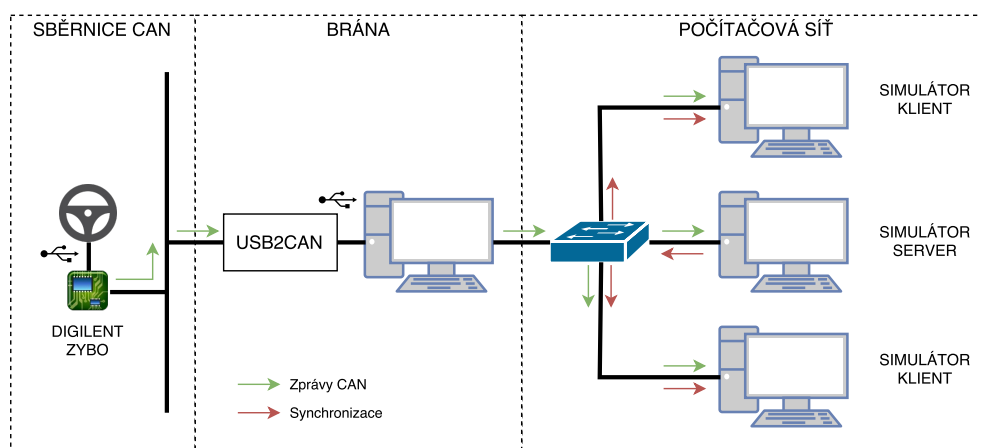 SBĚRNICE CAN
BRÁNA
POČÍTAČOVÁ SÍŤ
SIMULÁTOR
KLIENT
USB2CAN
SIMULÁTOR
SERVER
DIGILENT
ZYBO
SIMULÁTOR
KLIENT
Zprávy CAN
Synchronizace